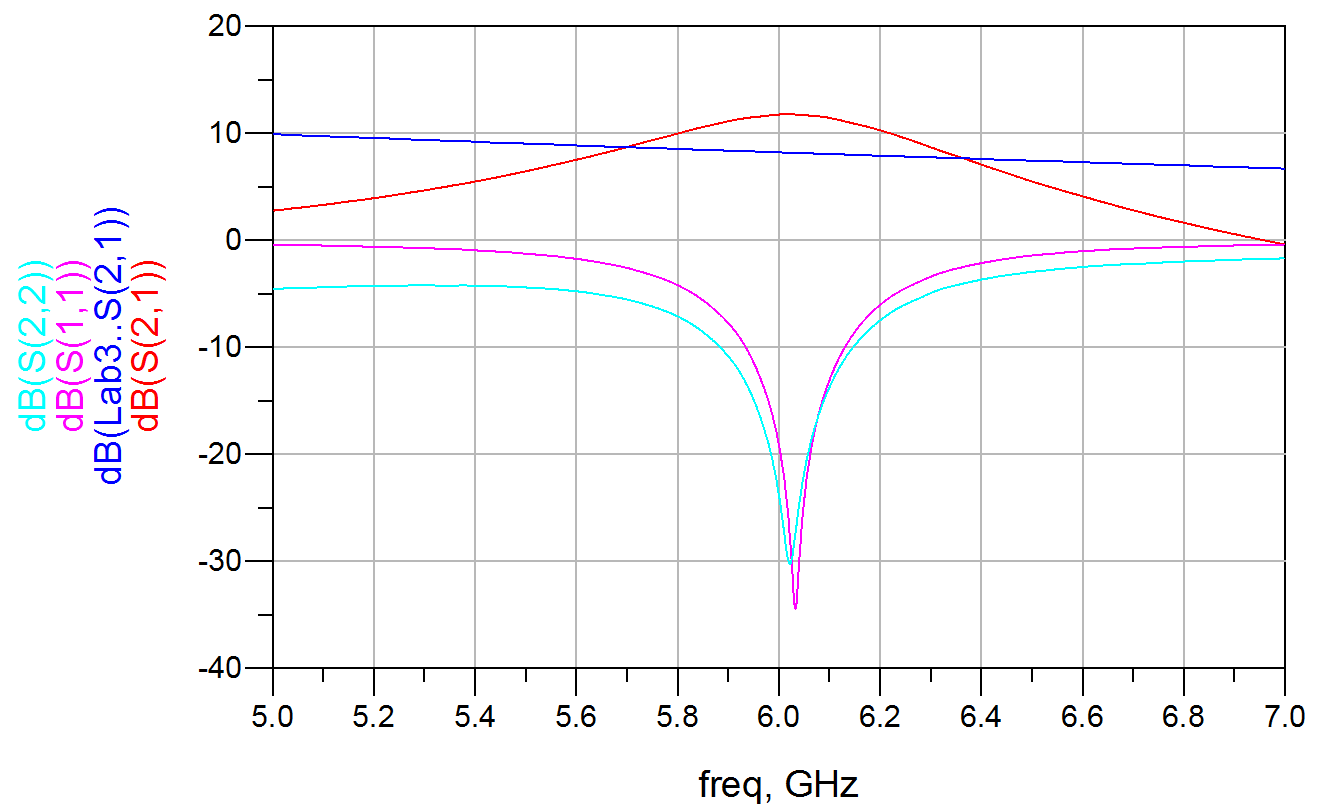 dB(S(2,2))
dB(S(1,1))
dB(Lab3..S(2,1))
dB(S(2,1))
20
10
0
-10
-20
-30
-40
5.0 5.2 5.4 5.6 5.8 6.0 6.2 6.4 6.6 6.8 7.0
freq, GHz